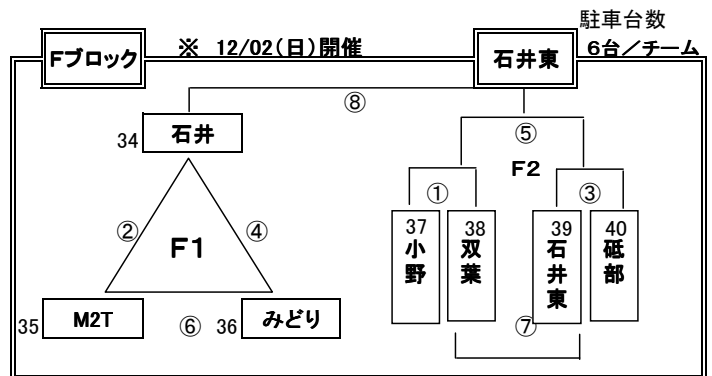 駐車台数
Fブロック ※ 12/02(日)開催 石井東 6台/チーム
⑧
34 石井
⑤
F2
① ③
② F1 ④
37 小野
38 双葉
39 石井東
40 砥部
35 M2T ⑥ 36 みどり
⑦